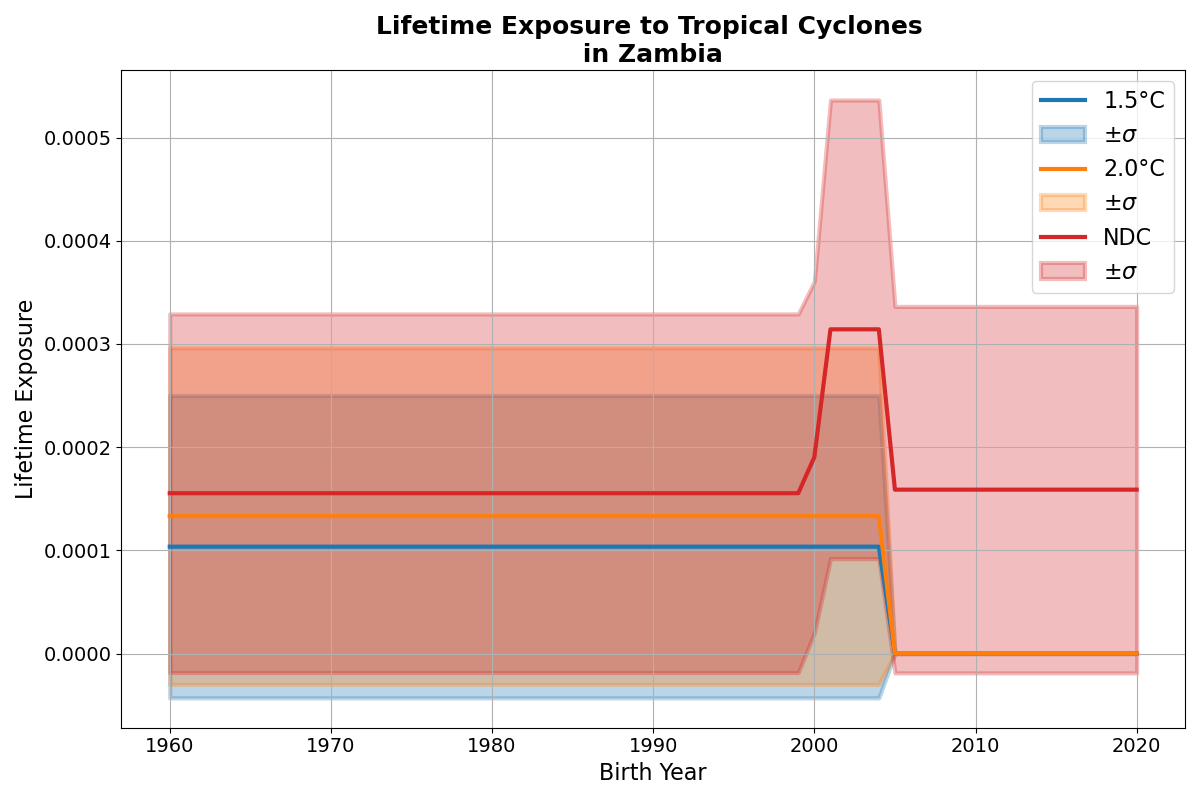 Lifetime Exposure to Tropical Cyclones
in Zambia
Lifetime Exposure
0.0005
0.0004
0.0003
0.0002
0.0001
0.0000
1960
1970
1980
1990
2000
2010
2020
Birth Year
1.5°C
±σ
2.0°C
±σ
NDC
±σ